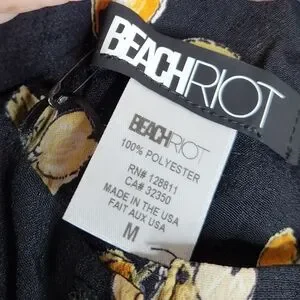 BEACHRIOT
BEACHRIOT
100% POLYESTER
RN# 128811
CA# 32350
MADE IN THE USA
FAIT AUX USA
M